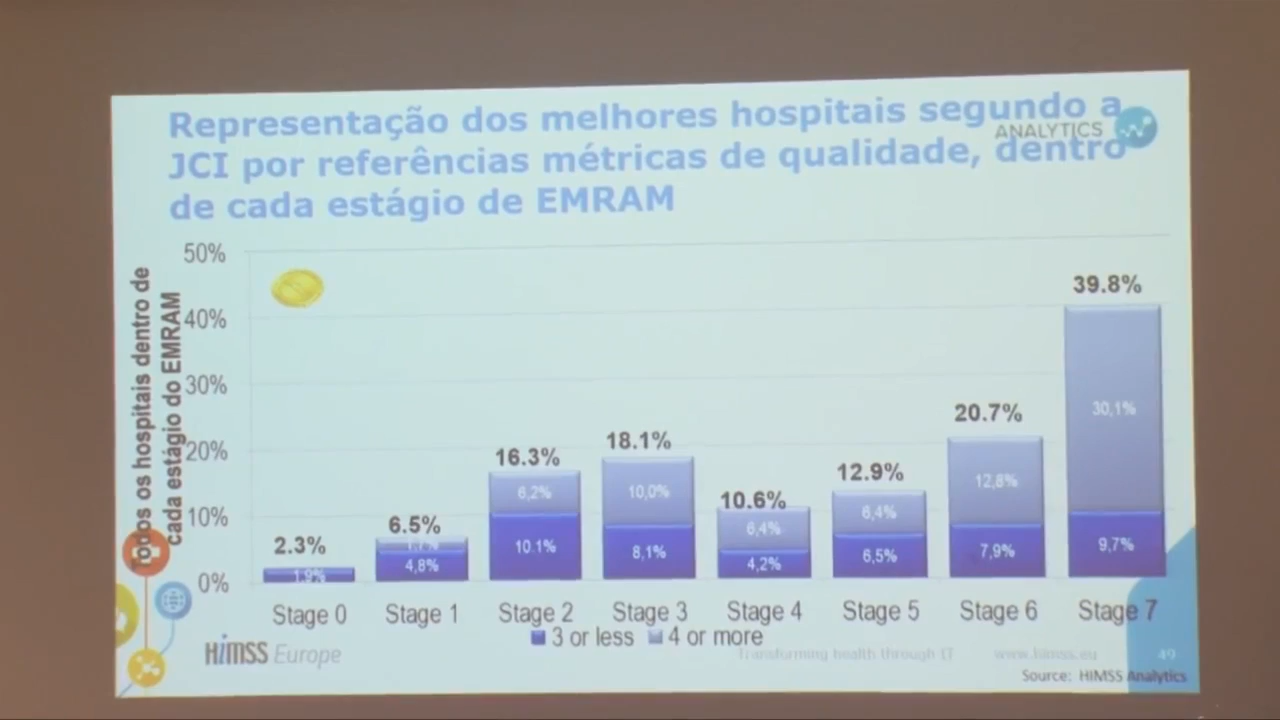 Representação dos melhores hospitais segundo a
ANALYTICS
JCI por referências métricas de qualidade, dentro
de cada estágio de EMRAM
Todos os hospitais dentro de
cada estágio do EMRAM
50%
40%
30%
20%
10%
0%
2.3%
1,9%
6.5%
1,7%
4,8%
16.3%
6,2%
10.1%
18.1%
10,0%
8,1%
10.6%
6,4%
4,2%
12.9%
6,4%
6,5%
20.7%
12,8%
7,9%
39.8%
30,1%
9,7%
Stage 0 Stage 1 Stage 2 Stage 3 Stage 4 Stage 5 Stage 6 Stage 7
3 or less 4 or more
HiMSS Europe
Transforming health through IT www.himss.eu 49
Source: HIMSS Analytics